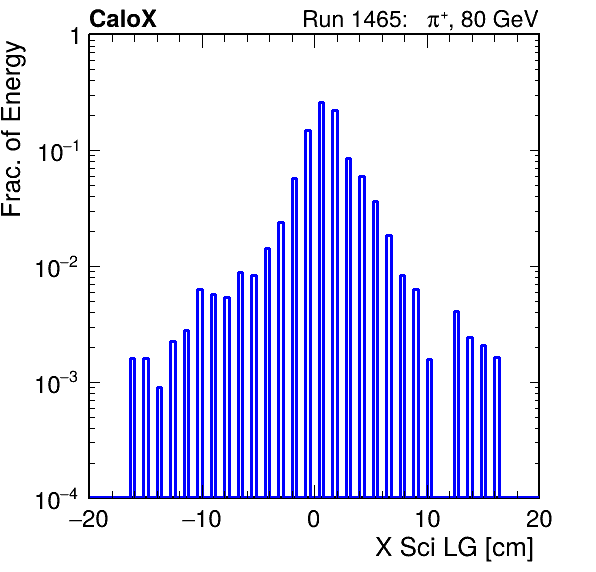 CaloX Run 1465: π⁺, 80 GeV
Frac. of Energy
1
10⁻¹
10⁻²
10⁻³
10⁻⁴
−20 −10 0 10 20
X Sci LG [cm]